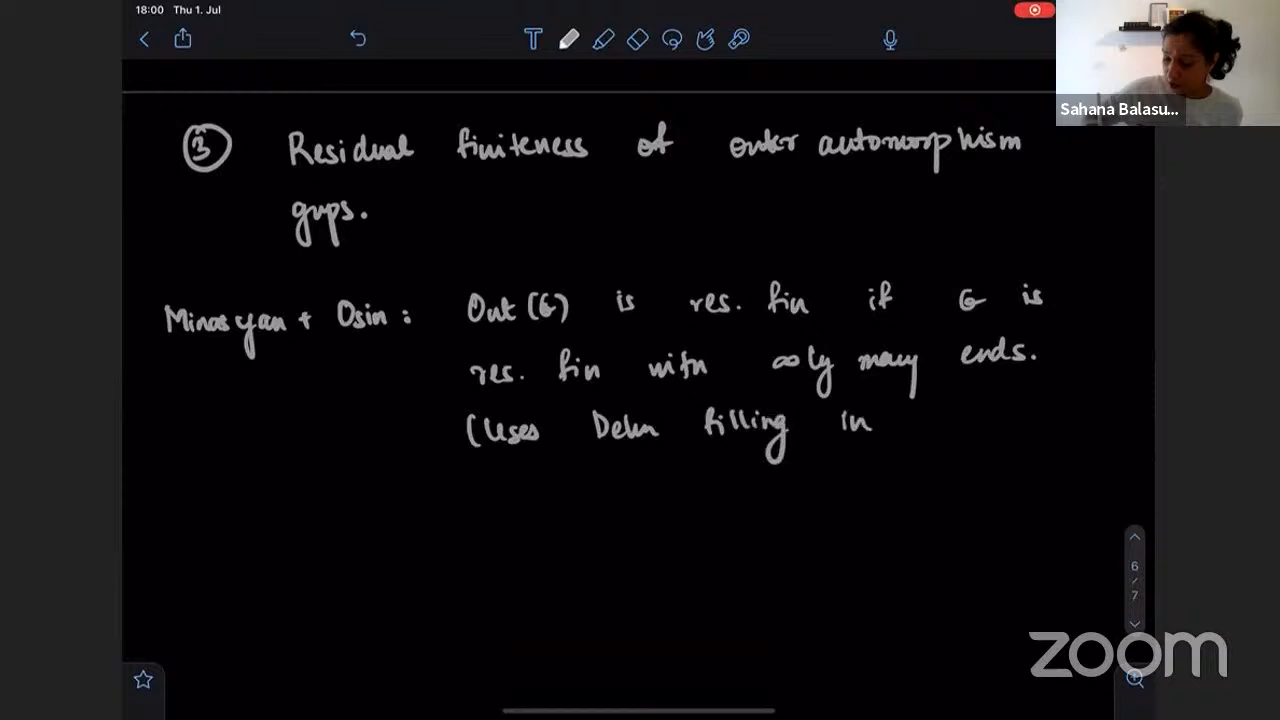 18:00 Thu 1. Jul
Sahana Balasu...
③ Residual finiteness of outer automorphism
grps.
Minasyan + Osin: Out(G) is res. fin if G is
res. fin with ∞ly many ends.
(Uses Dehn filling in
6
/
7
zoom